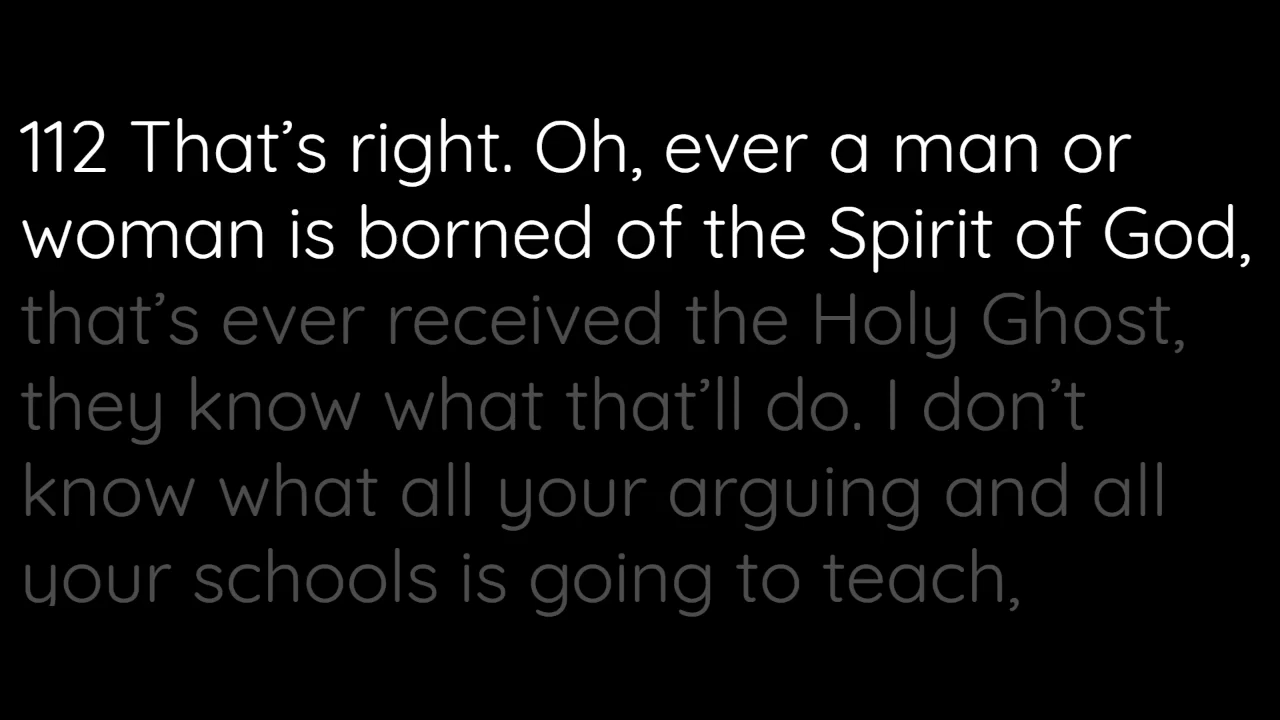 112 That’s right. Oh, ever a man or
woman is borned of the Spirit of God,
that’s ever received the Holy Ghost,
they know what that’ll do. I don’t
know what all your arguing and all
your schools is going to teach,